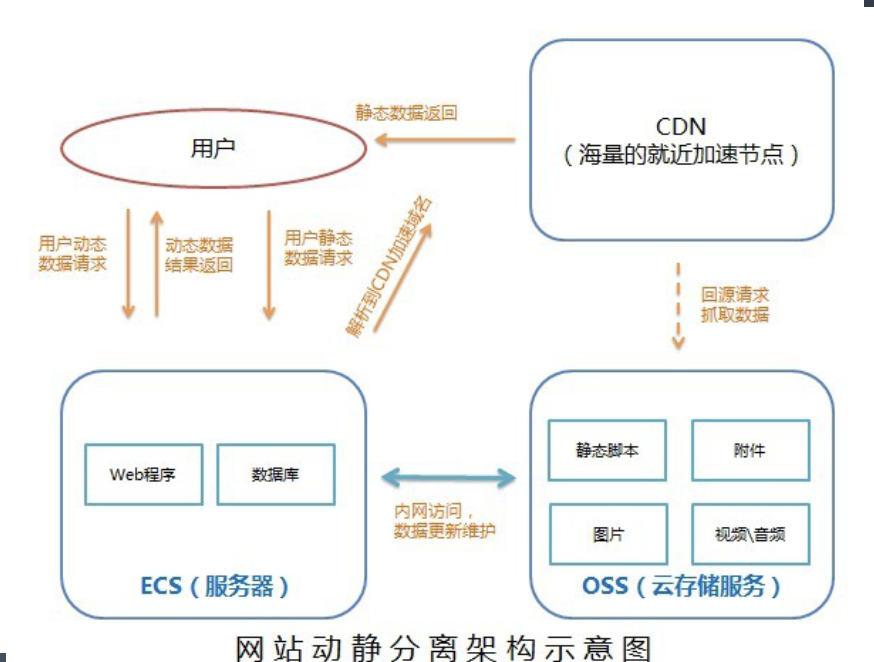 静态数据返回
CDN
（海量的就近加速节点）
用户
用户动态
数据请求
动态数据
结果返回
用户静态
数据请求
解析到CDN加速域名
回源请求
抓取数据
Web程序
数据库
ECS（服务器）
内网访问，
数据更新维护
静态脚本
附件
图片
视频\音频
OSS（云存储服务）
网站动静分离架构示意图